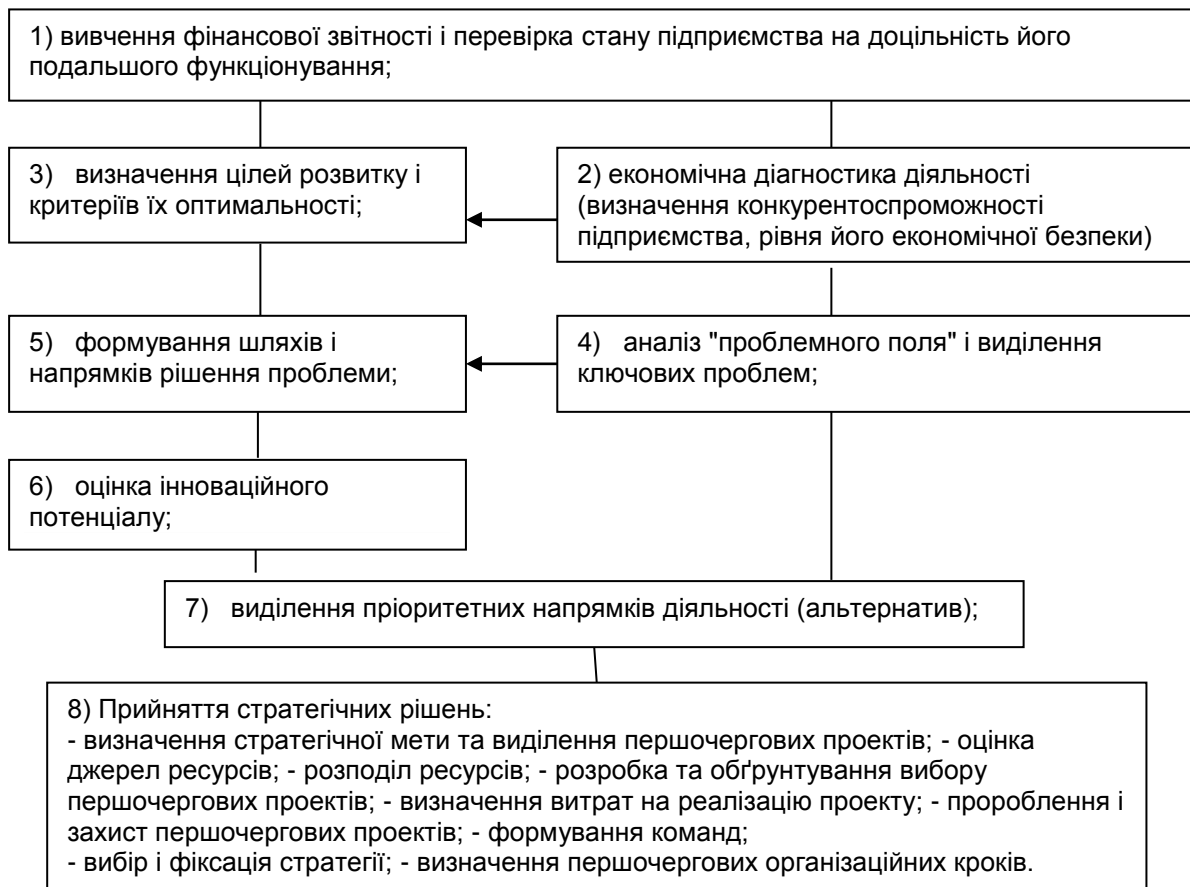 1) вивчення фінансової звітності і перевірка стану підприємства на доцільність його
подальшого функціонування;
3) визначення цілей розвитку і
критеріїв їх оптимальності;
2) економічна діагностика діяльності
(визначення конкурентоспроможності
підприємства, рівня його економічної безпеки)
5) формування шляхів і
напрямків рішення проблеми;
4) аналіз "проблемного поля" і виділення
ключових проблем;
6) оцінка інноваційного
потенціалу;
7) виділення пріоритетних напрямків діяльності (альтернатив);
8) Прийняття стратегічних рішень:
- визначення стратегічної мети та виділення першочергових проектів; - оцінка
джерел ресурсів; - розподіл ресурсів; - розробка та обґрунтування вибору
першочергових проектів; - визначення витрат на реалізацію проекту; - пророблення і
захист першочергових проектів; - формування команд;
- вибір і фіксація стратегії; - визначення першочергових організаційних кроків.